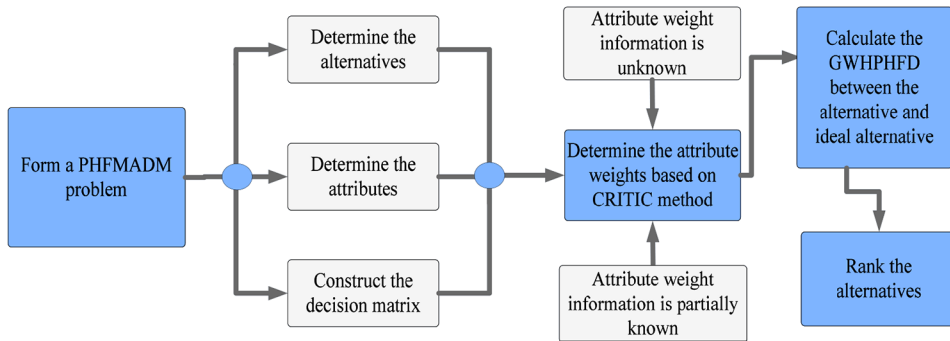 Form a PHFMADM
problem
Determine the
alternatives
Determine the
attributes
Construct the
decision matrix
Attribute weight
information is
unknown
Determine the attribute
weights based on
CRITIC method
Attribute weight
information is partially
known
Calculate the
GWHPHFD
between the
alternative and
ideal alternative
Rank the
alternatives